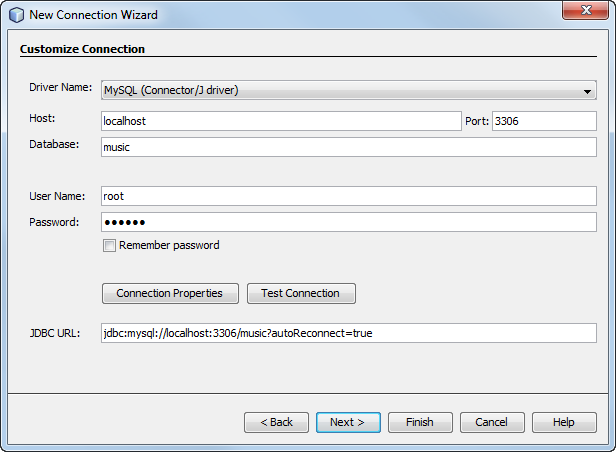 New Connection Wizard
Customize Connection
Driver Name: MySQL (Connector/J driver)
Host: localhost Port: 3306
Database: music
User Name: root
Password: ●●●●●●
Remember password
Connection Properties Test Connection
JDBC URL: jdbc:mysql://localhost:3306/music?autoReconnect=true
< Back Next > Finish Cancel Help